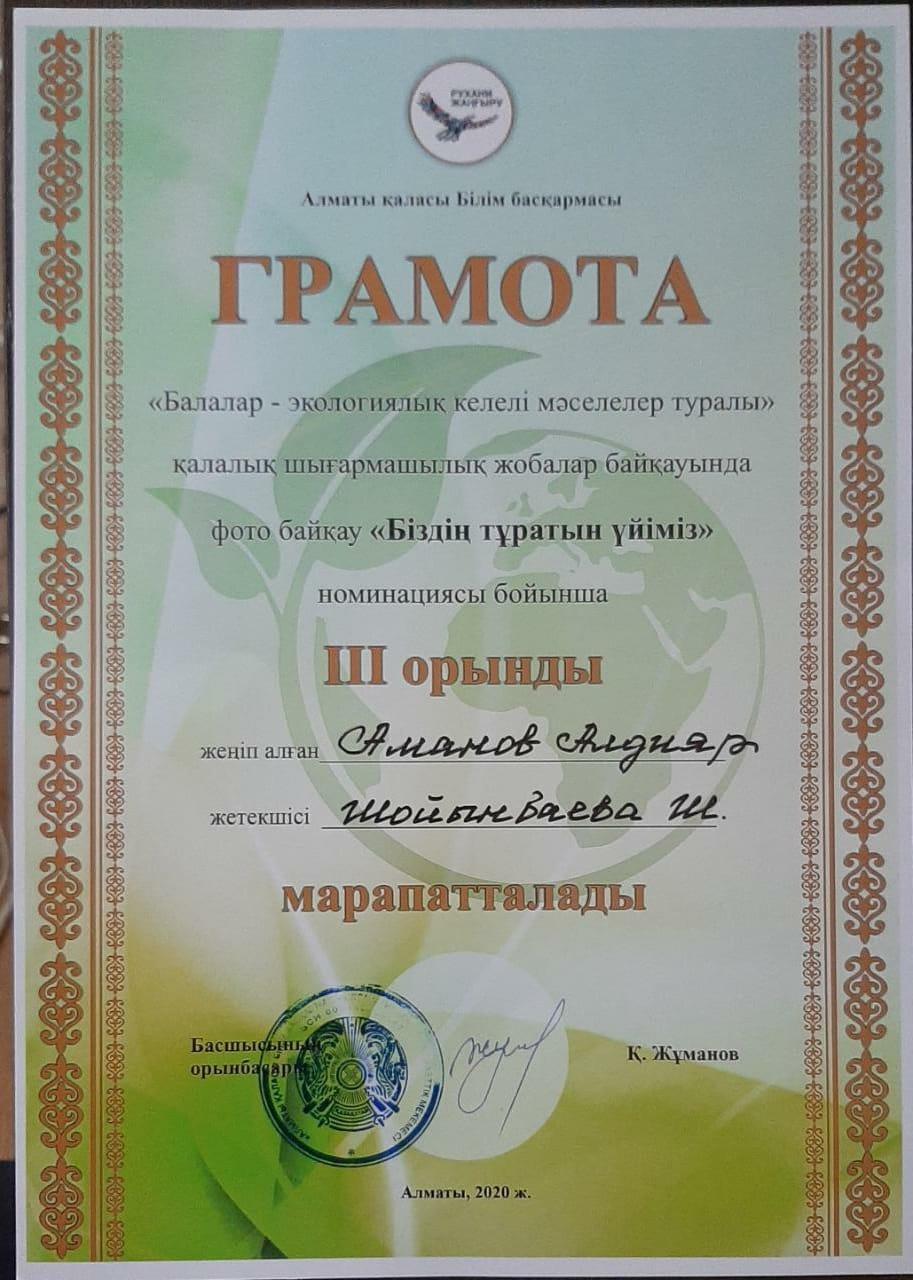 РУХАНИ
ЖАҢҒЫРУ
Алматы қаласы Білім басқармасы
ГРАМОТА
«Балалар - экологиялық келелі мәселелер туралы»
қалалық шығармашылық жобалар байқауында
фото байқау «Біздің тұратын үйіміз»
номинациясы бойынша
III орынды
жеңіп алған Аманов Алдияр
жетекшісі Шойынбаева Ш.
марапатталады
Басшысының
орынбасары
Қ. Жұманов
ҚАЗАҚСТАН
Алматы, 2020 ж.